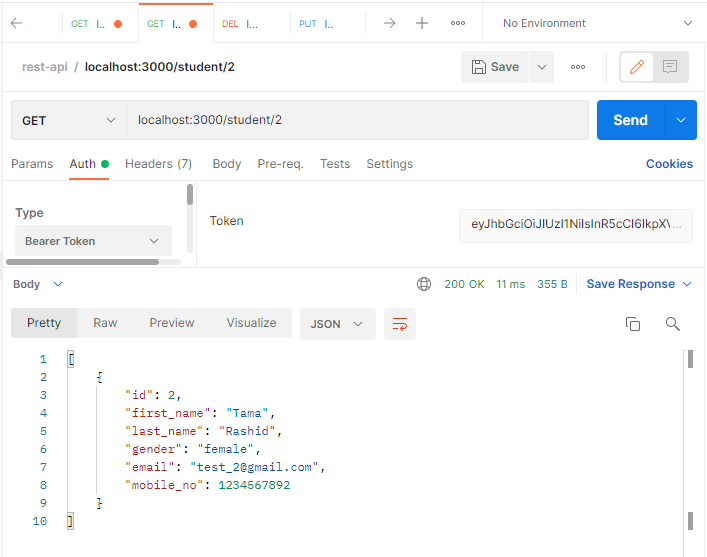 GET l... GET l... DEL l... PUT l.. No Environment
rest-api / localhost:3000/student/2 Save
GET localhost:3000/student/2 Send
Params Auth Headers (7) Body Pre-req. Tests Settings Cookies
Type
Bearer Token
Token eyJhbGciOiJIUzI1NiIsInR5cCI6IkpX\...
Body 200 OK 11 ms 355 B Save Response
Pretty Raw Preview Visualize JSON
1 [
2 {
3 "id": 2,
4 "first_name": "Tama",
5 "last_name": "Rashid",
6 "gender": "female",
7 "email": "test_2@gmail.com",
8 "mobile_no": 1234567892
9 }
10 ]